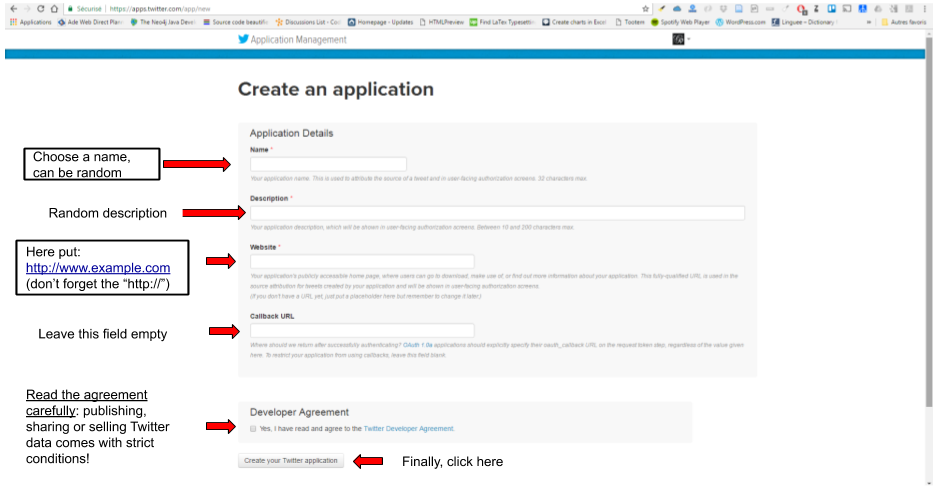 Sécurisé | https://apps.twitter.com/app/new
Applications Ade Web Direct Plan The Neo4j Java Devel Source code beautifi Discussions List - Cool Homepage - Updates HTMLPreview Find LaTex Typesettin Create charts in Excel Tootem Spotify Web Player WordPress.com Linguee – Dictionary » Autres favoris
Application Management
Create an application
Application Details
Name *
Choose a name,
can be random
Your application name. This is used to attribute the source of a tweet and in user-facing authorization screens. 32 characters max.
Description *
Random description
Your application description, which will be shown in user-facing authorization screens. Between 10 and 200 characters max.
Website *
Here put:
http://www.example.com
(don’t forget the “http://”)
Your application's publicly accessible home page, where users can go to download, make use of, or find out more information about your application. This fully-qualified URL is used in the
source attribution for tweets created by your application and will be shown in user-facing authorization screens.
(If you don't have a URL yet, just put a placeholder here but remember to change it later.)
Callback URL
Leave this field empty
Where should we return after successfully authenticating? OAuth 1.0a applications should explicitly specify their oauth_callback URL on the request token step, regardless of the value given
here. To restrict your application from using callbacks, leave this field blank.
Read the agreement
carefully: publishing,
sharing or selling Twitter
data comes with strict
conditions!
Developer Agreement
Yes, I have read and agree to the Twitter Developer Agreement.
Create your Twitter application
Finally, click here